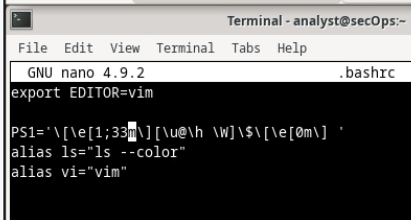 Terminal - analyst@secOps:~
File Edit View Terminal Tabs Help
GNU nano 4.9.2 .bashrc
export EDITOR=vim
PS1='\[\e[1;33m\][\u@\h \W]\$\[\e[0m\] '
alias ls="ls --color"
alias vi="vim"